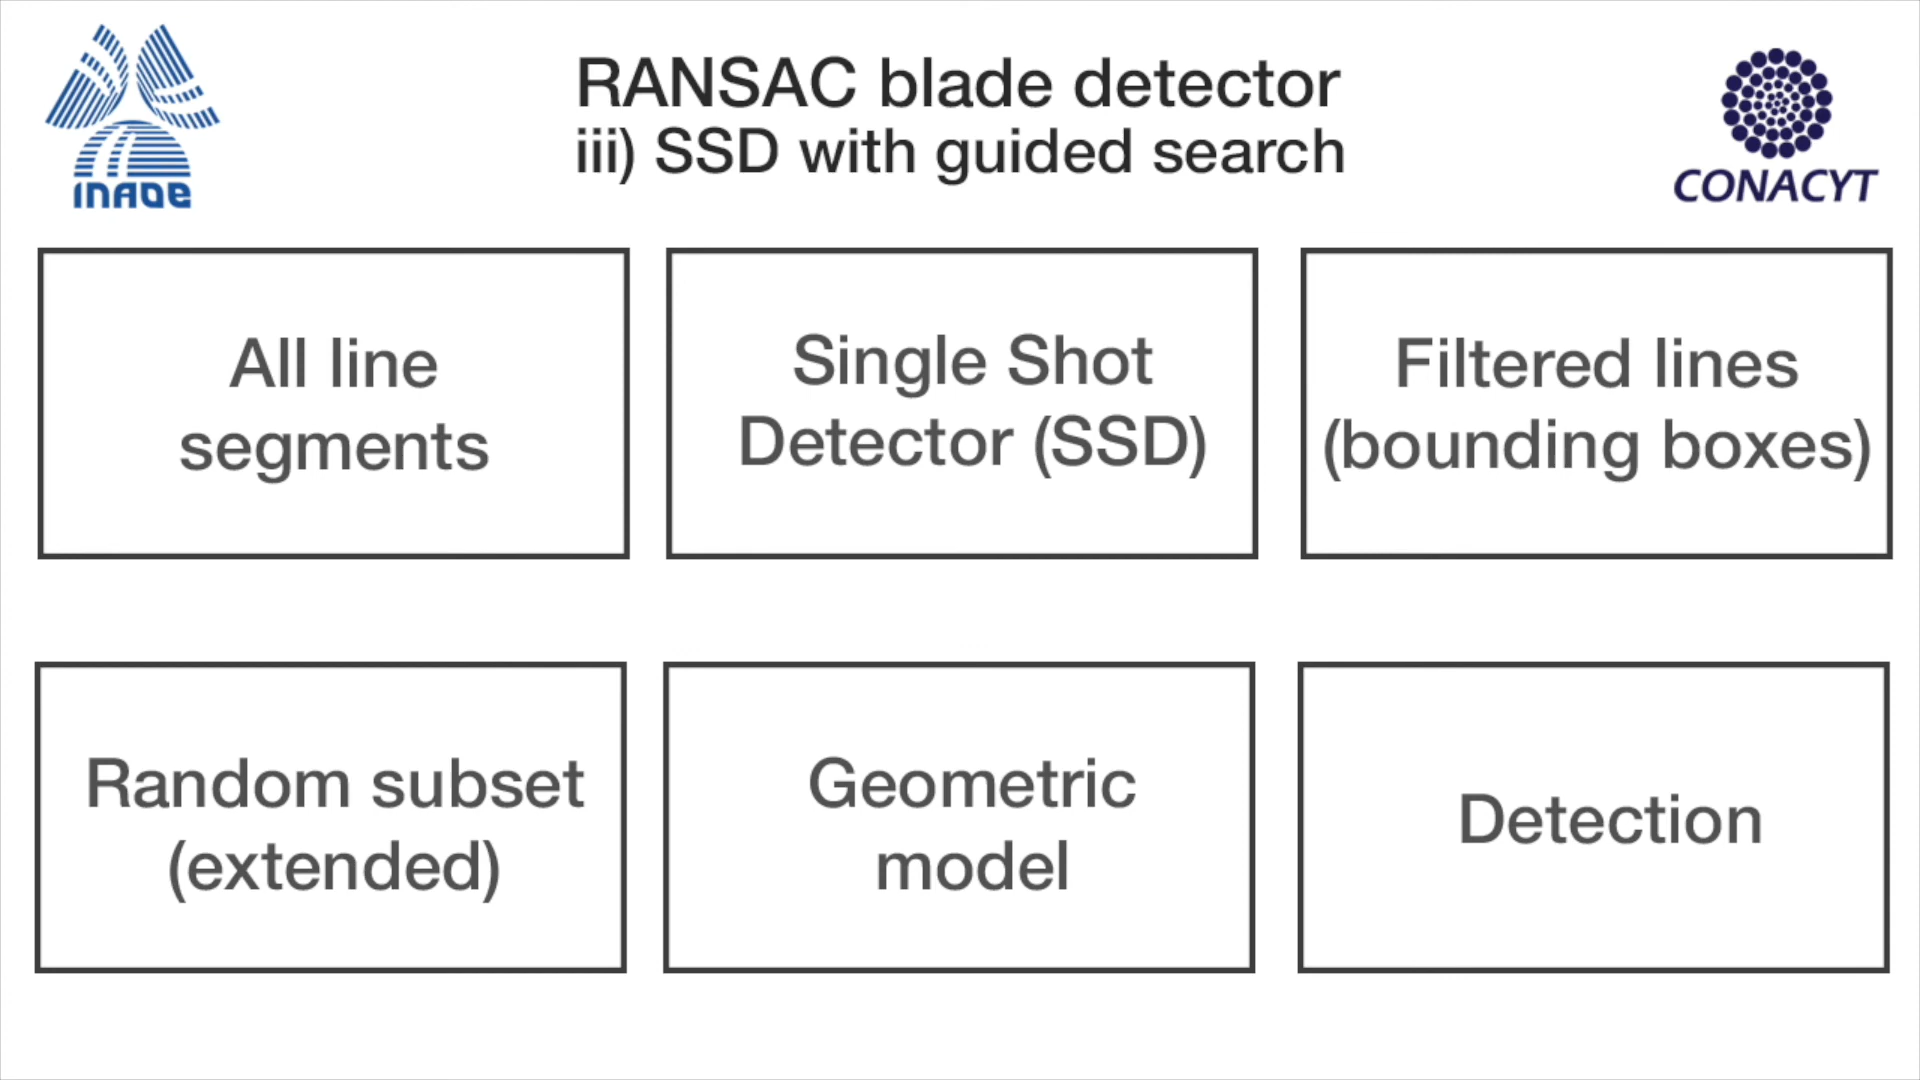 RANSAC blade detector
iii) SSD with guided search
INAOE
CONACYT
All line
segments
Single Shot
Detector (SSD)
Filtered lines
(bounding boxes)
Random subset
(extended)
Geometric
model
Detection